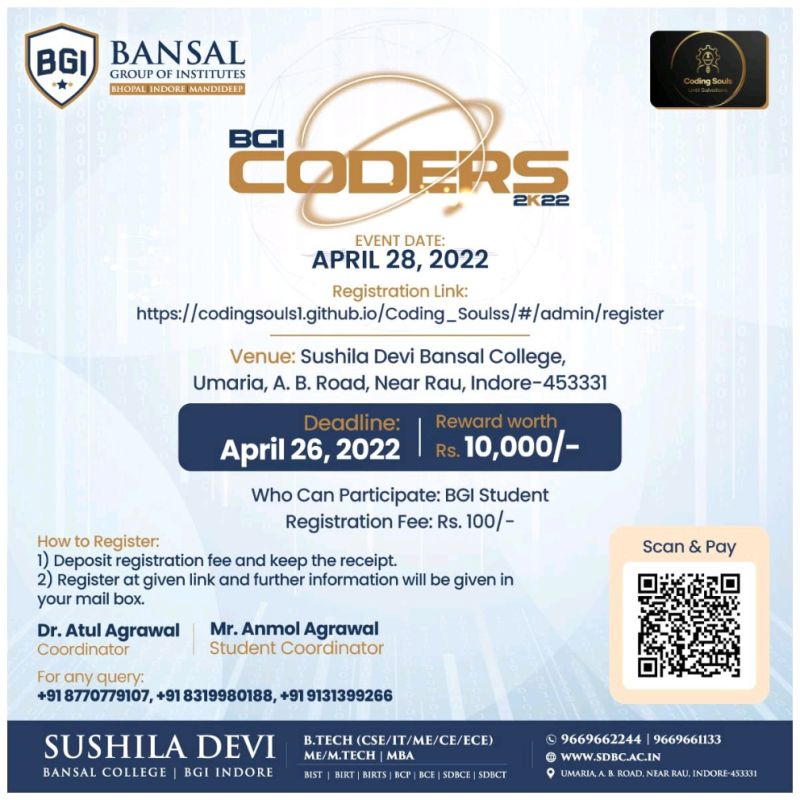 BGI
BANSAL
GROUP OF INSTITUTES
BHOPAL | INDORE | MANDIDEEP
Coding Souls
Until Salvations
BGI
CODERS
2K22
EVENT DATE:
APRIL 28, 2022
Registration Link:
https://codingsouls1.github.io/Coding_Soulss/#/admin/register
Venue: Sushila Devi Bansal College,
Umaria, A. B. Road, Near Rau, Indore-453331
Deadline:
April 26, 2022
Reward worth
Rs. 10,000/-
Who Can Participate: BGI Student
Registration Fee: Rs. 100/-
How to Register:
1) Deposit registration fee and keep the receipt.
2) Register at given link and further information will be given in
your mail box.
Dr. Atul Agrawal
Coordinator
Mr. Anmol Agrawal
Student Coordinator
For any query:
+91 8770779107, +91 8319980188, +91 9131399266
Scan & Pay
SUSHILA DEVI
BANSAL COLLEGE | BGI INDORE
B.TECH (CSE/IT/ME/CE/ECE)
ME/M.TECH | MBA
BIST | BIRT | BIRTS | BCP | BCE | SDBCE | SDBCT
9669662244 | 9669661133
WWW.SDBC.AC.IN
UMARIA, A. B. ROAD, NEAR RAU, INDORE-453331